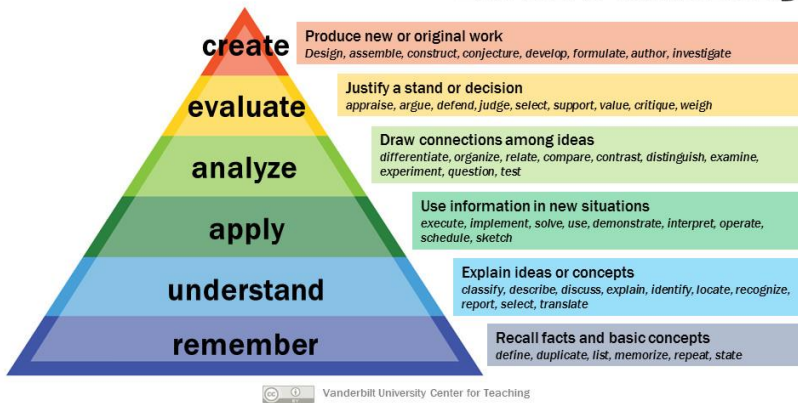 create
Produce new or original work
Design, assemble, construct, conjecture, develop, formulate, author, investigate
evaluate
Justify a stand or decision
appraise, argue, defend, judge, select, support, value, critique, weigh
analyze
Draw connections among ideas
differentiate, organize, relate, compare, contrast, distinguish, examine,
experiment, question, test
apply
Use information in new situations
execute, implement, solve, use, demonstrate, interpret, operate,
schedule, sketch
understand
Explain ideas or concepts
classify, describe, discuss, explain, identify, locate, recognize,
report, select, translate
remember
Recall facts and basic concepts
define, duplicate, list, memorize, repeat, state
cc
Vanderbilt University Center for Teaching